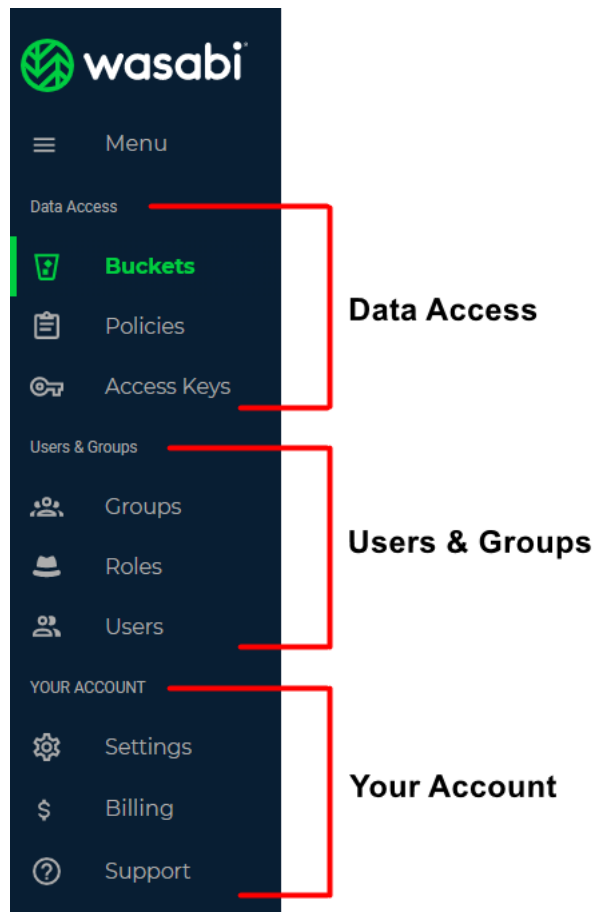 wasabi
Menu
Data Access
Buckets
Policies
Access Keys
Data Access
Users & Groups
Groups
Roles
Users
Users & Groups
YOUR ACCOUNT
Settings
$ Billing
Support
Your Account